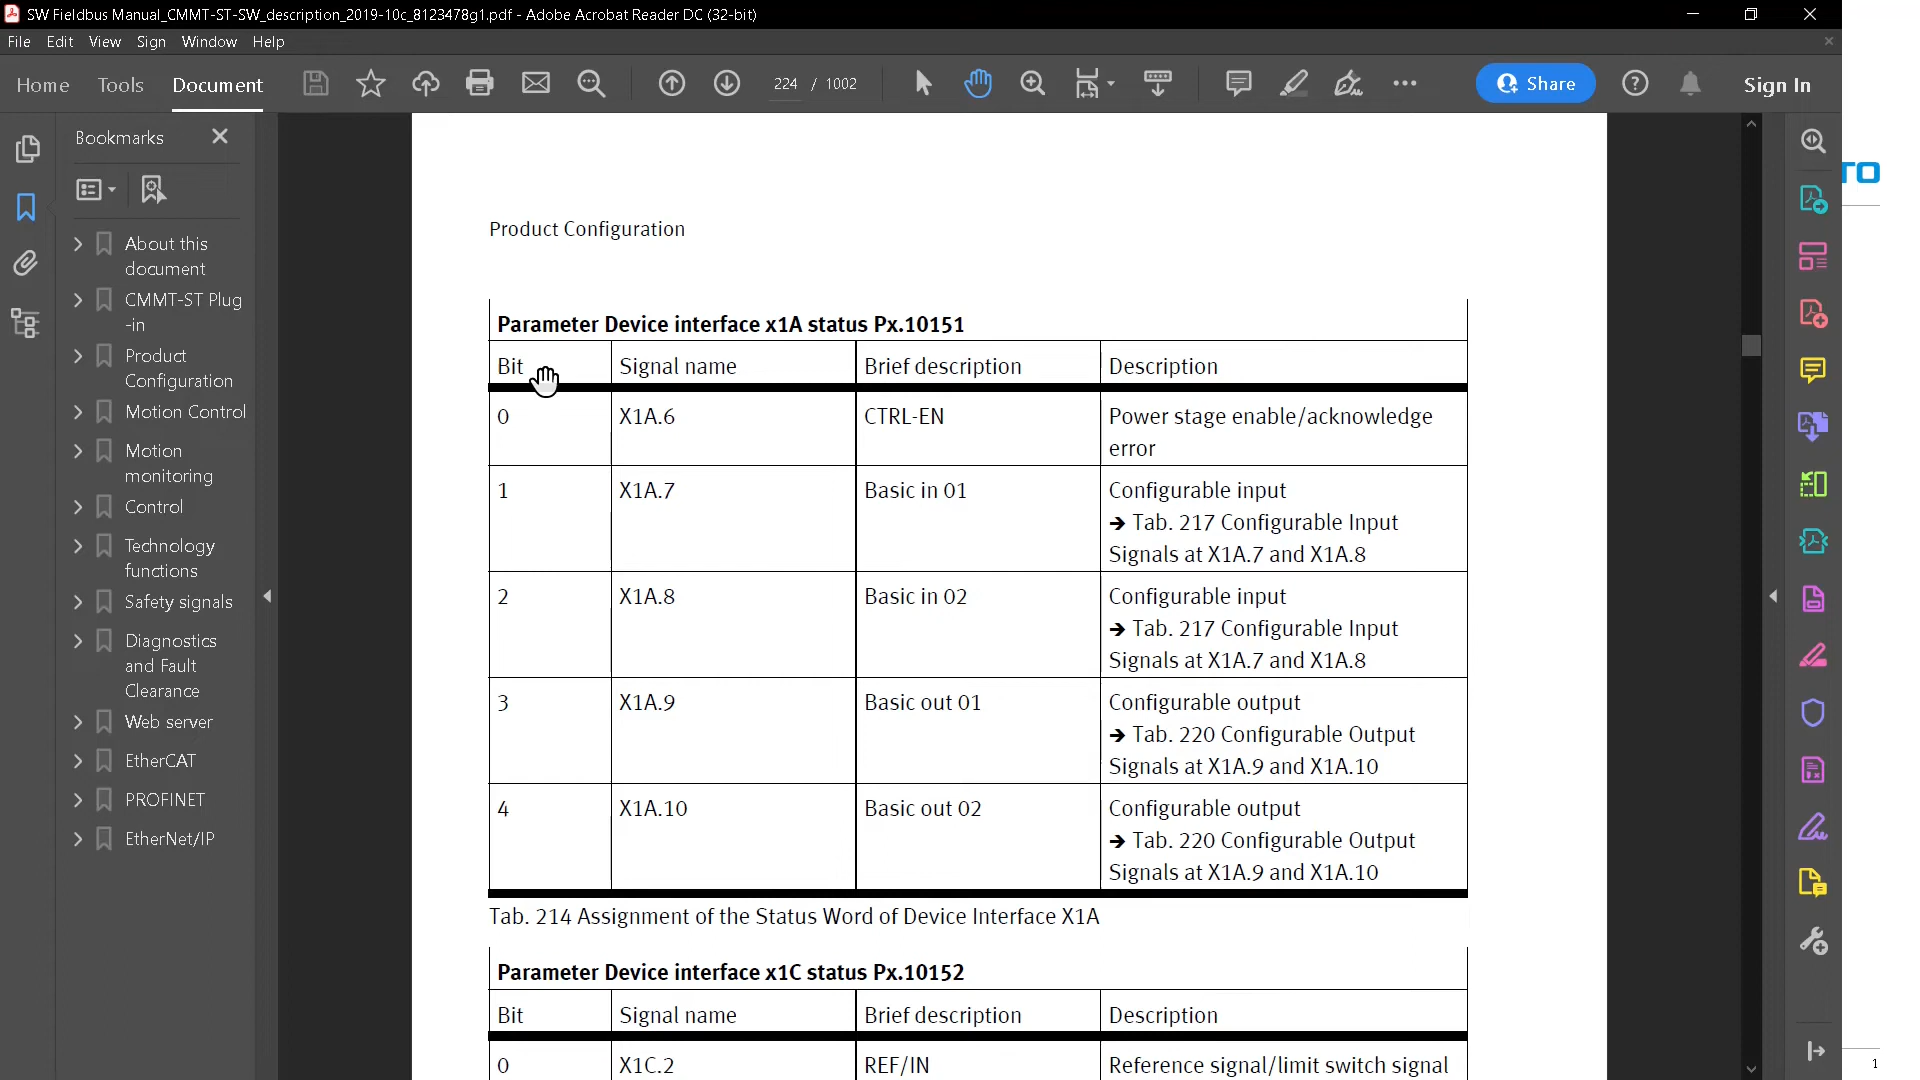 SW Fieldbus Manual_CMMT-ST-SW_description_2019-10c_8123478g1.pdf - Adobe Acrobat Reader DC (32-bit)
File Edit View Sign Window Help
Home Tools Document 224 / 1002 Share Sign In
Bookmarks
About this
document
CMMT-ST Plug
-in
Product
Configuration
Motion Control
Motion
monitoring
Control
Technology
functions
Safety signals
Diagnostics
and Fault
Clearance
Web server
EtherCAT
PROFINET
EtherNet/IP
Product Configuration
Parameter Device interface x1A status Px.10151
Bit Signal name Brief description Description
0 X1A.6 CTRL-EN Power stage enable/acknowledge
error
1 X1A.7 Basic in 01 Configurable input
➔ Tab. 217 Configurable Input
Signals at X1A.7 and X1A.8
2 X1A.8 Basic in 02 Configurable input
➔ Tab. 217 Configurable Input
Signals at X1A.7 and X1A.8
3 X1A.9 Basic out 01 Configurable output
➔ Tab. 220 Configurable Output
Signals at X1A.9 and X1A.10
4 X1A.10 Basic out 02 Configurable output
➔ Tab. 220 Configurable Output
Signals at X1A.9 and X1A.10
Tab. 214 Assignment of the Status Word of Device Interface X1A
Parameter Device interface x1C status Px.10152
Bit Signal name Brief description Description
0 X1C.2 REF/IN Reference signal/limit switch signal
TO
1